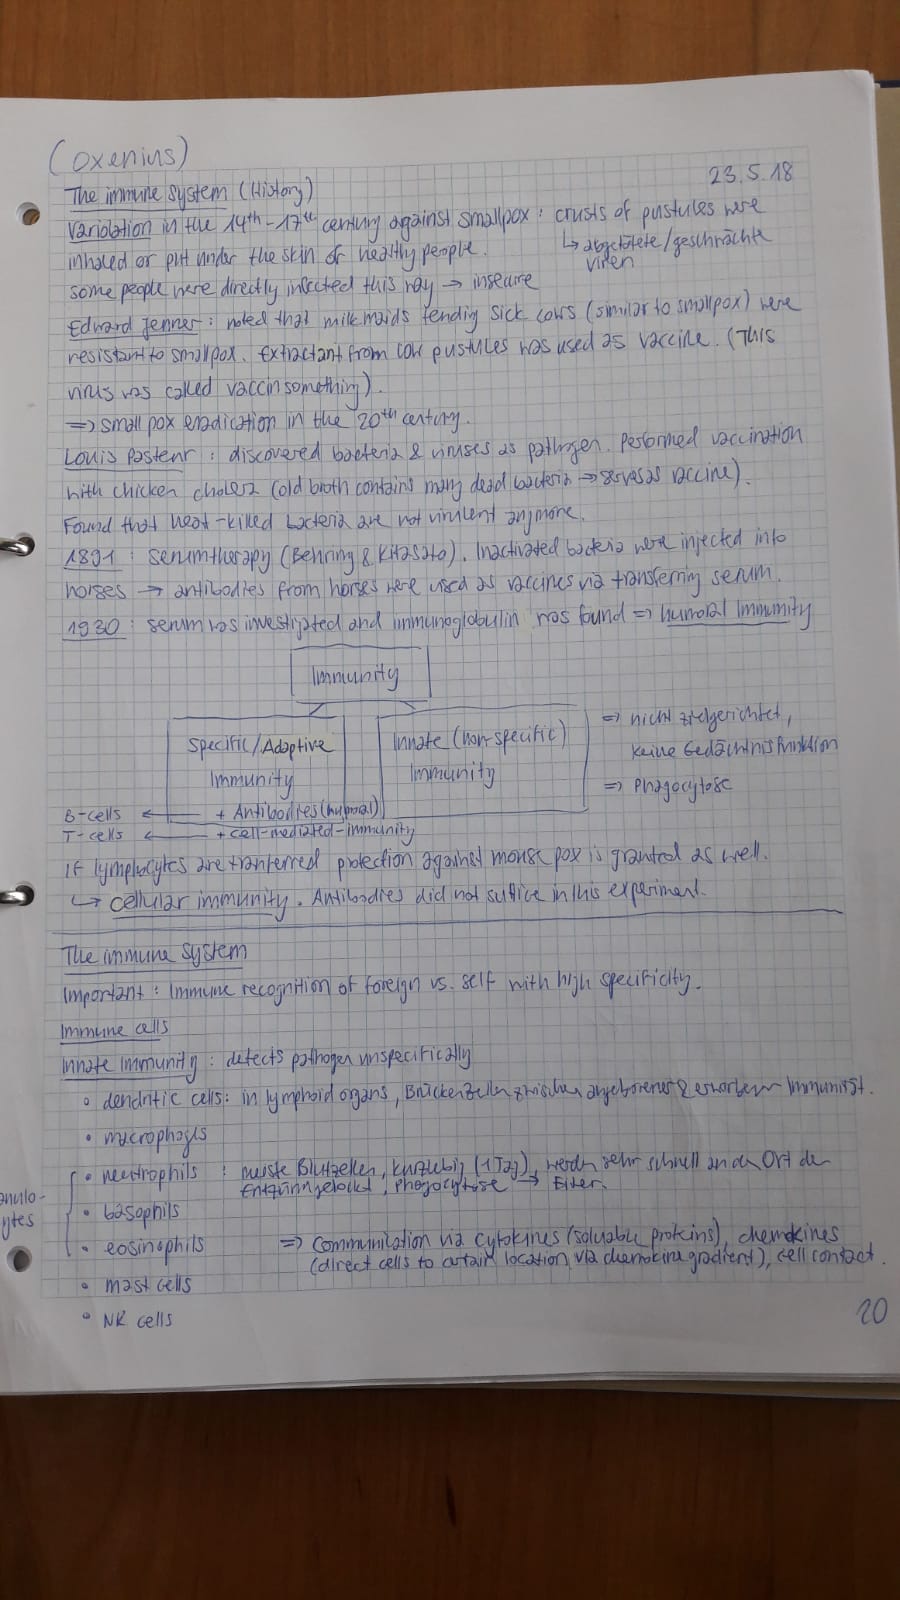 (Oxenius)
23.5.18
The immune system (History)
Variolation in the 14th-17th century against smallpox: crusts of pustules were
inhaled or put under the skin of healthy people.
↳ abgetötete/geschwächte
viren
some people were directly infected this way → insecure
Edward Jenner: noted that milkmaids tending sick cows (similar to smallpox) were
resistant to smallpox. Extractant from cow pustules was used as vaccine. (This
virus was called vaccinsomething).
=> small pox eradication in the 20th century.
Louis Pasteur: discovered bacteria & viruses as pathogen. Performed vaccination
with chicken cholera (old broth contains many dead bacteria → serves as vaccine).
Found that heat-killed bacteria are not virulent anymore.
1891: serumtherapy (Behring & Kitasato). Inactivated bacteria were injected into
horses → antibodies from horses were used as vaccines via transferring serum.
1930: serum was investigated and immunoglobulin was found => humoral immunity
Immunity
Specific/Adaptive
Immunity
Innate (non-specific)
Immunity
=> nicht zielgerichtet,
keine Gedächtnisfunktion
=> Phagocytose
B-cells ← + Antibodies (humoral)
T-cells ← + cell-mediated-immunity
If lymphocytes are tranferred protection against mouse pox is granted as well.
↳ cellular immunity. Antibodies did not suffice in this experiment.
The immune system
Important: Immune recognition of foreign vs. self with high specificity.
Immune cells
Innate immunity: detects pathogen unspecifically
• dendritic cells: in lymphoid organs, Brückenzellen zwischen angeborener & erworbener Immunität.
• macrophages
• neutrophils: meiste Blutzellen, kurzlebig (1 Tag), werden sehr schnell an den Ort der
Entzünng gelockt, Phagocytose → Eiter.
anulo-
ytes
• basophils
• eosinophils
=> Communication via cytokines (soluable proteins), chemokines
(direct cells to certain location via chemokine gradient), cell contact.
• mast cells
• NK cells
20